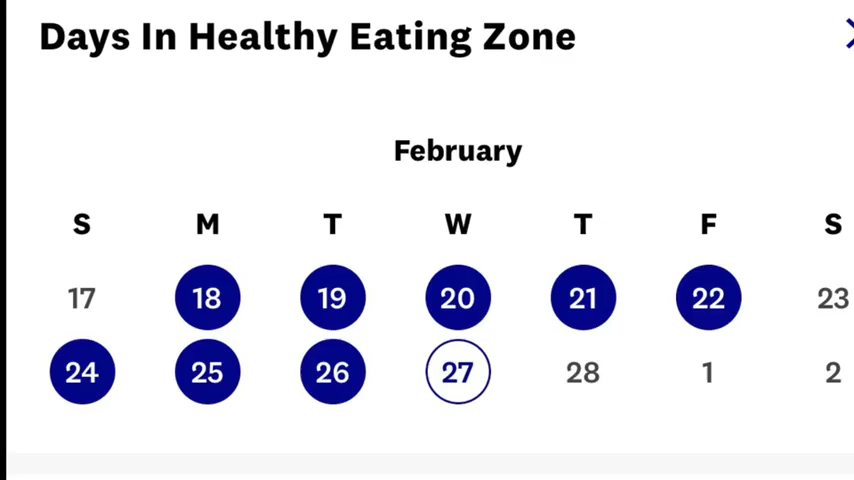 Days In Healthy Eating Zone
February
S M T W T F S
17 18 19 20 21 22 23
24 25 26 27 28 1 2